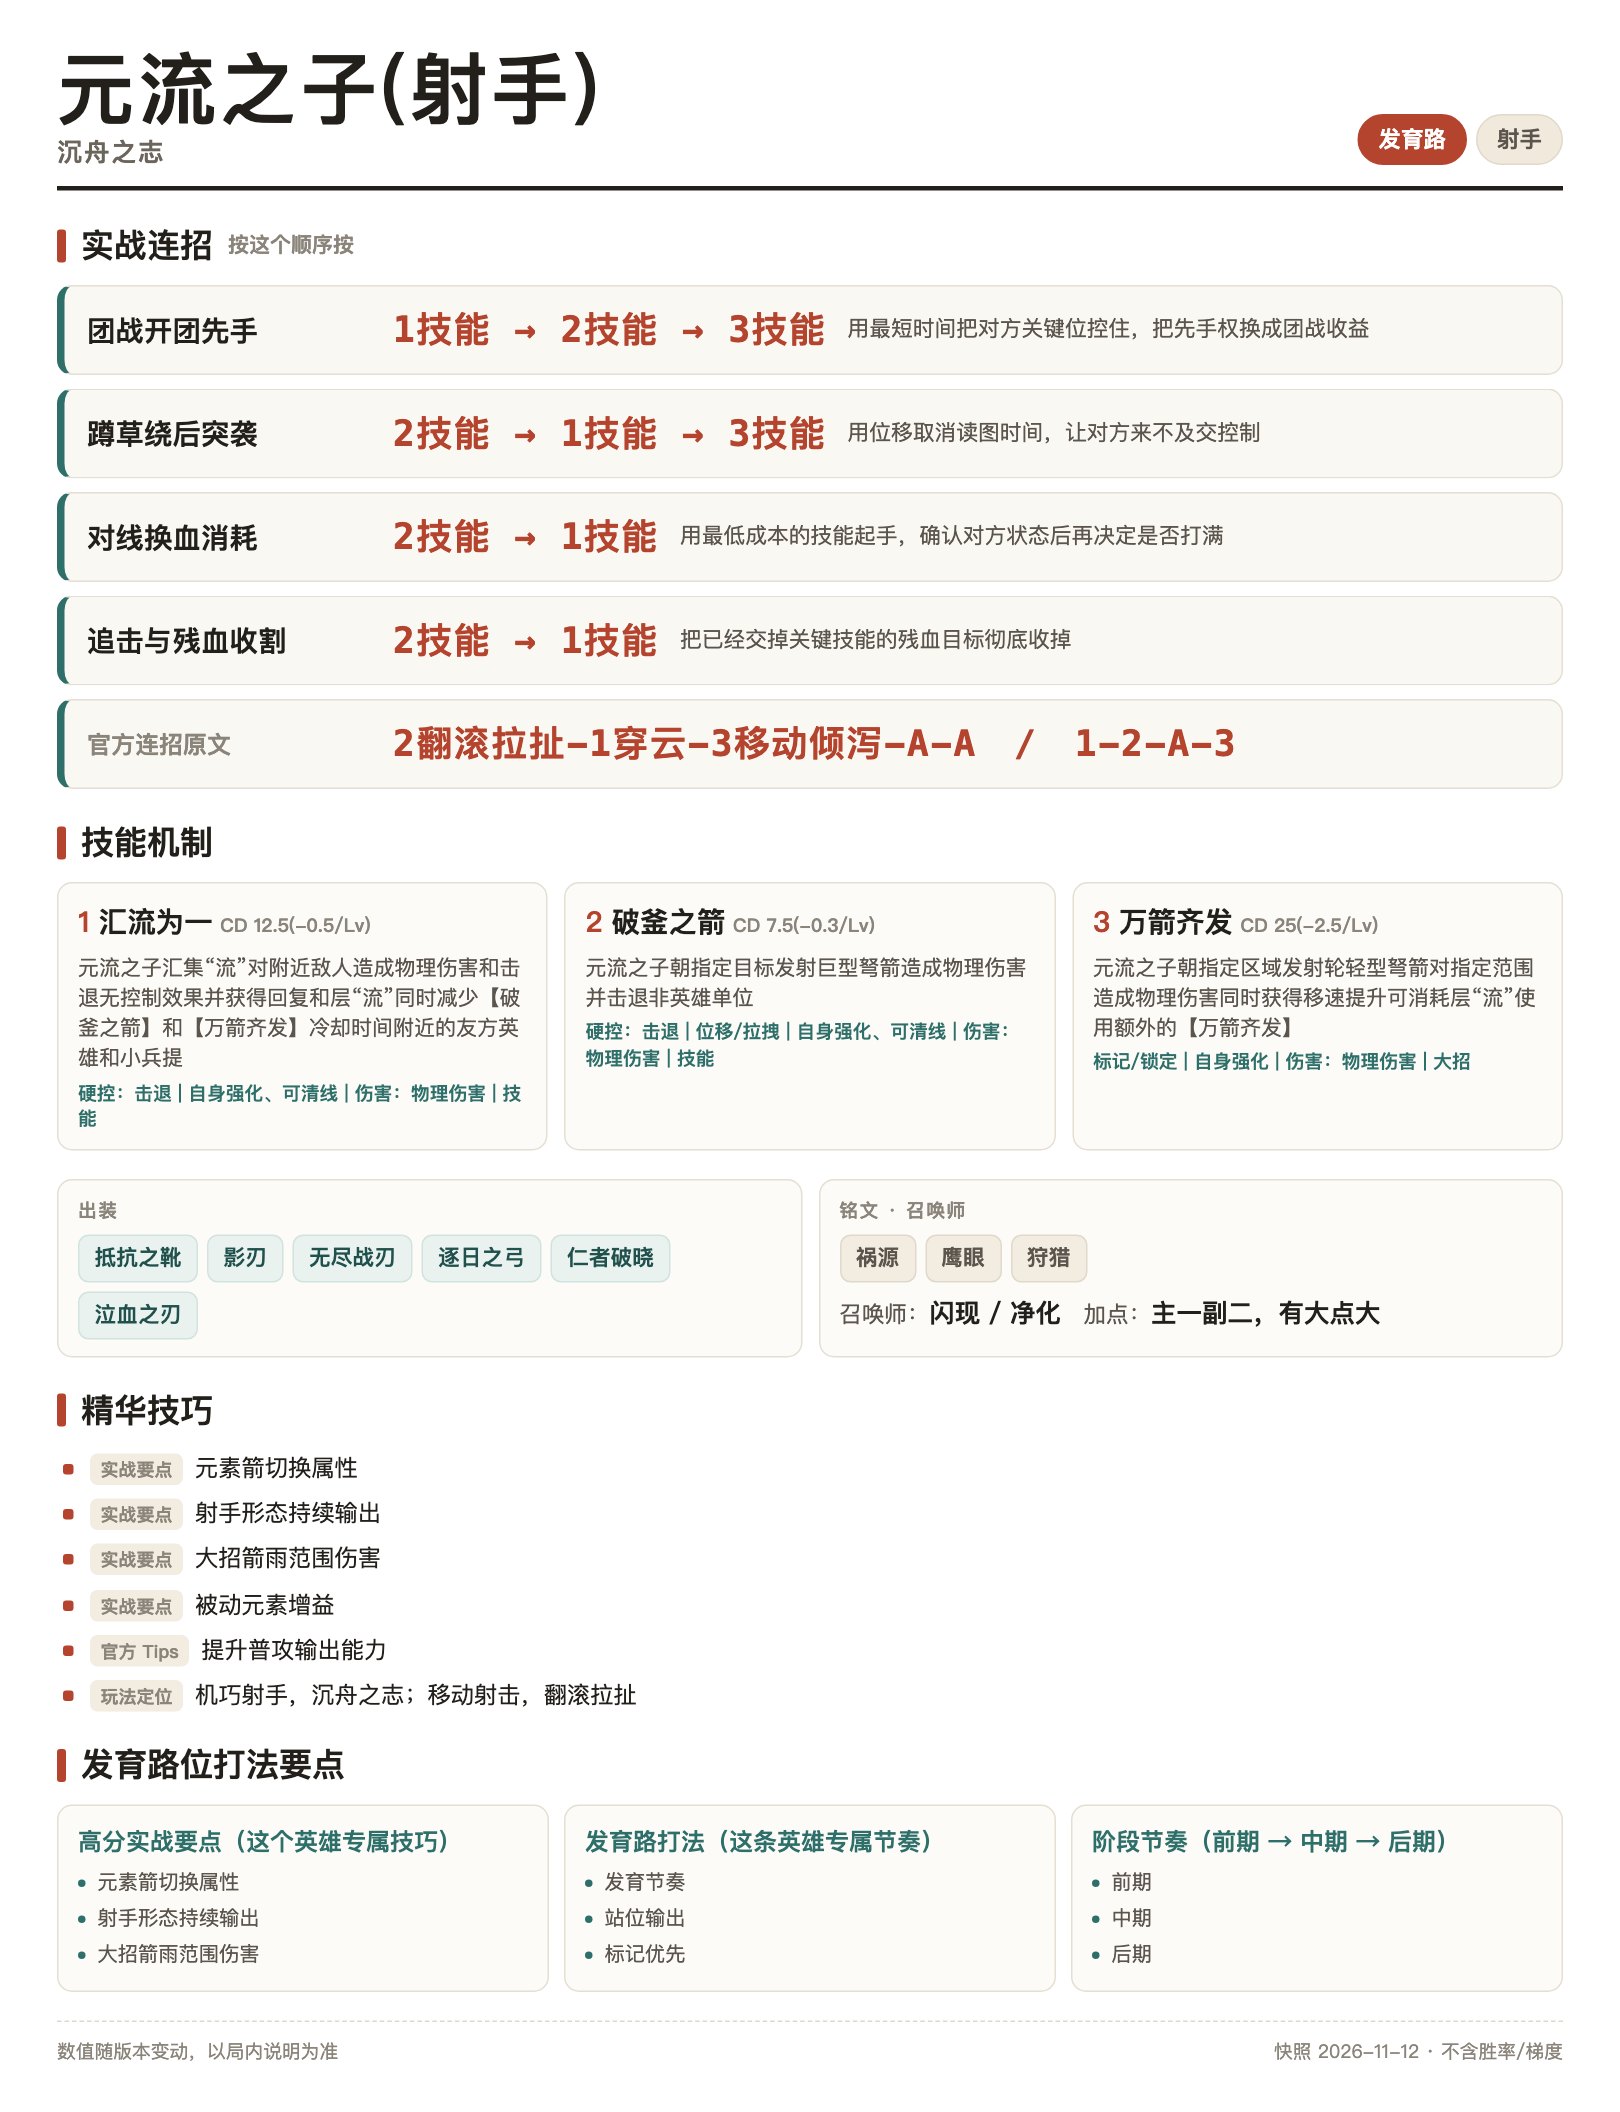 元流之子(射手)
沉舟之志
发育路 射手
实战连招 按这个顺序按
团战开团先手 1技能 → 2技能 → 3技能 用最短时间把对方关键位控住，把先手权换成团战收益
蹲草绕后突袭 2技能 → 1技能 → 3技能 用位移取消读图时间，让对方来不及交控制
对线换血消耗 2技能 → 1技能 用最低成本的技能起手，确认对方状态后再决定是否打满
追击与残血收割 2技能 → 1技能 把已经交掉关键技能的残血目标彻底收掉
官方连招原文 2翻滚拉扯-1穿云-3移动倾泻-A-A / 1-2-A-3
技能机制
1 汇流为一 CD 12.5(-0.5/Lv)
元流之子汇集“流”对附近敌人造成物理伤害和击
退无控制效果并获得回复和层“流”同时减少【破
釜之箭】和【万箭齐发】冷却时间附近的友方英
雄和小兵提
硬控：击退 | 自身强化、可清线 | 伤害：物理伤害 | 技
能
2 破釜之箭 CD 7.5(-0.3/Lv)
元流之子朝指定目标发射巨型弩箭造成物理伤害
并击退非英雄单位
硬控：击退 | 位移/拉拽 | 自身强化、可清线 | 伤害：
物理伤害 | 技能
3 万箭齐发 CD 25(-2.5/Lv)
元流之子朝指定区域发射轮轻型弩箭对指定范围
造成物理伤害同时获得移速提升可消耗层“流”使
用额外的【万箭齐发】
标记/锁定 | 自身强化 | 伤害：物理伤害 | 大招
出装
抵抗之靴 影刃 无尽战刃 逐日之弓 仁者破晓
泣血之刃
铭文 · 召唤师
祸源 鹰眼 狩猎
召唤师：闪现 / 净化 加点：主一副二，有大点大
精华技巧
实战要点 元素箭切换属性
实战要点 射手形态持续输出
实战要点 大招箭雨范围伤害
实战要点 被动元素增益
官方 Tips 提升普攻输出能力
玩法定位 机巧射手，沉舟之志；移动射击，翻滚拉扯
发育路位打法要点
高分实战要点（这个英雄专属技巧）
元素箭切换属性
射手形态持续输出
大招箭雨范围伤害
发育路打法（这条英雄专属节奏）
发育节奏
站位输出
标记优先
阶段节奏（前期 → 中期 → 后期）
前期
中期
后期
数值随版本变动，以局内说明为准
快照 2026-11-12 · 不含胜率/梯度